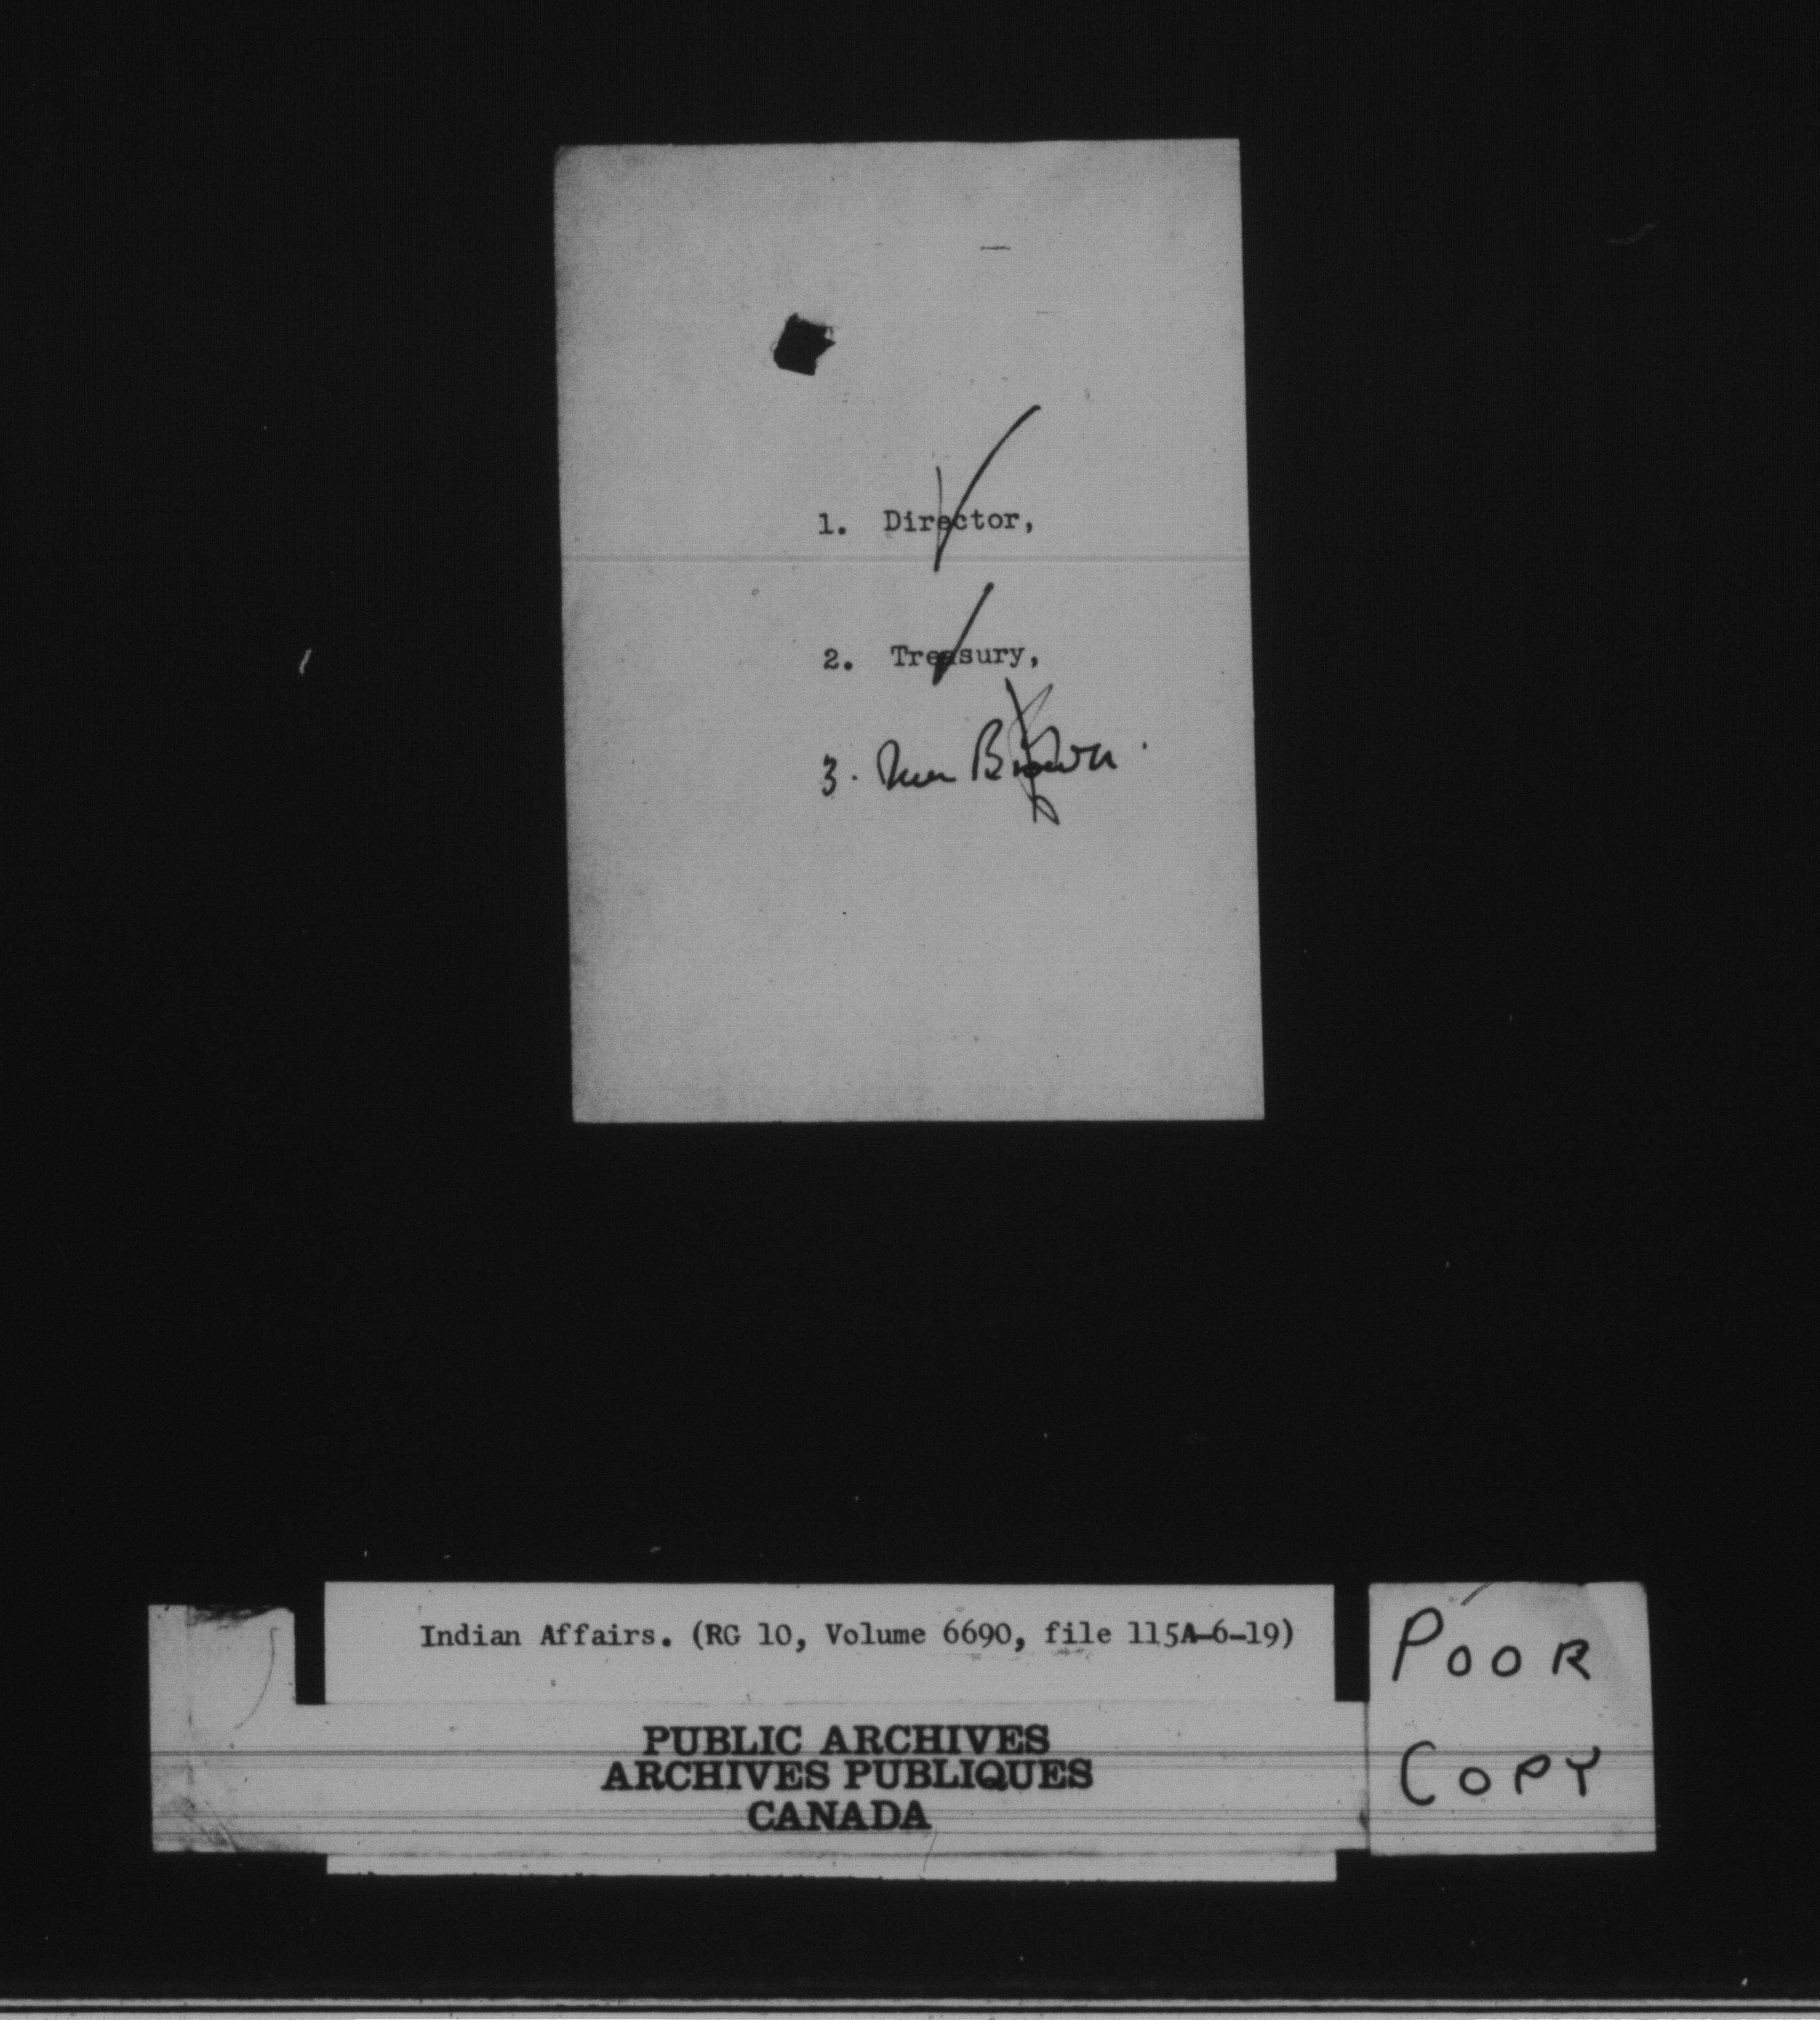 1. Director,
2. Treasury,
3. Brown.
Indian Affairs. (RG 10, Volume 6690, file 115A-6-19)
PUBLIC ARCHIVES
ARCHIVES PUBLIQUES
CANADA
POOR
COPY